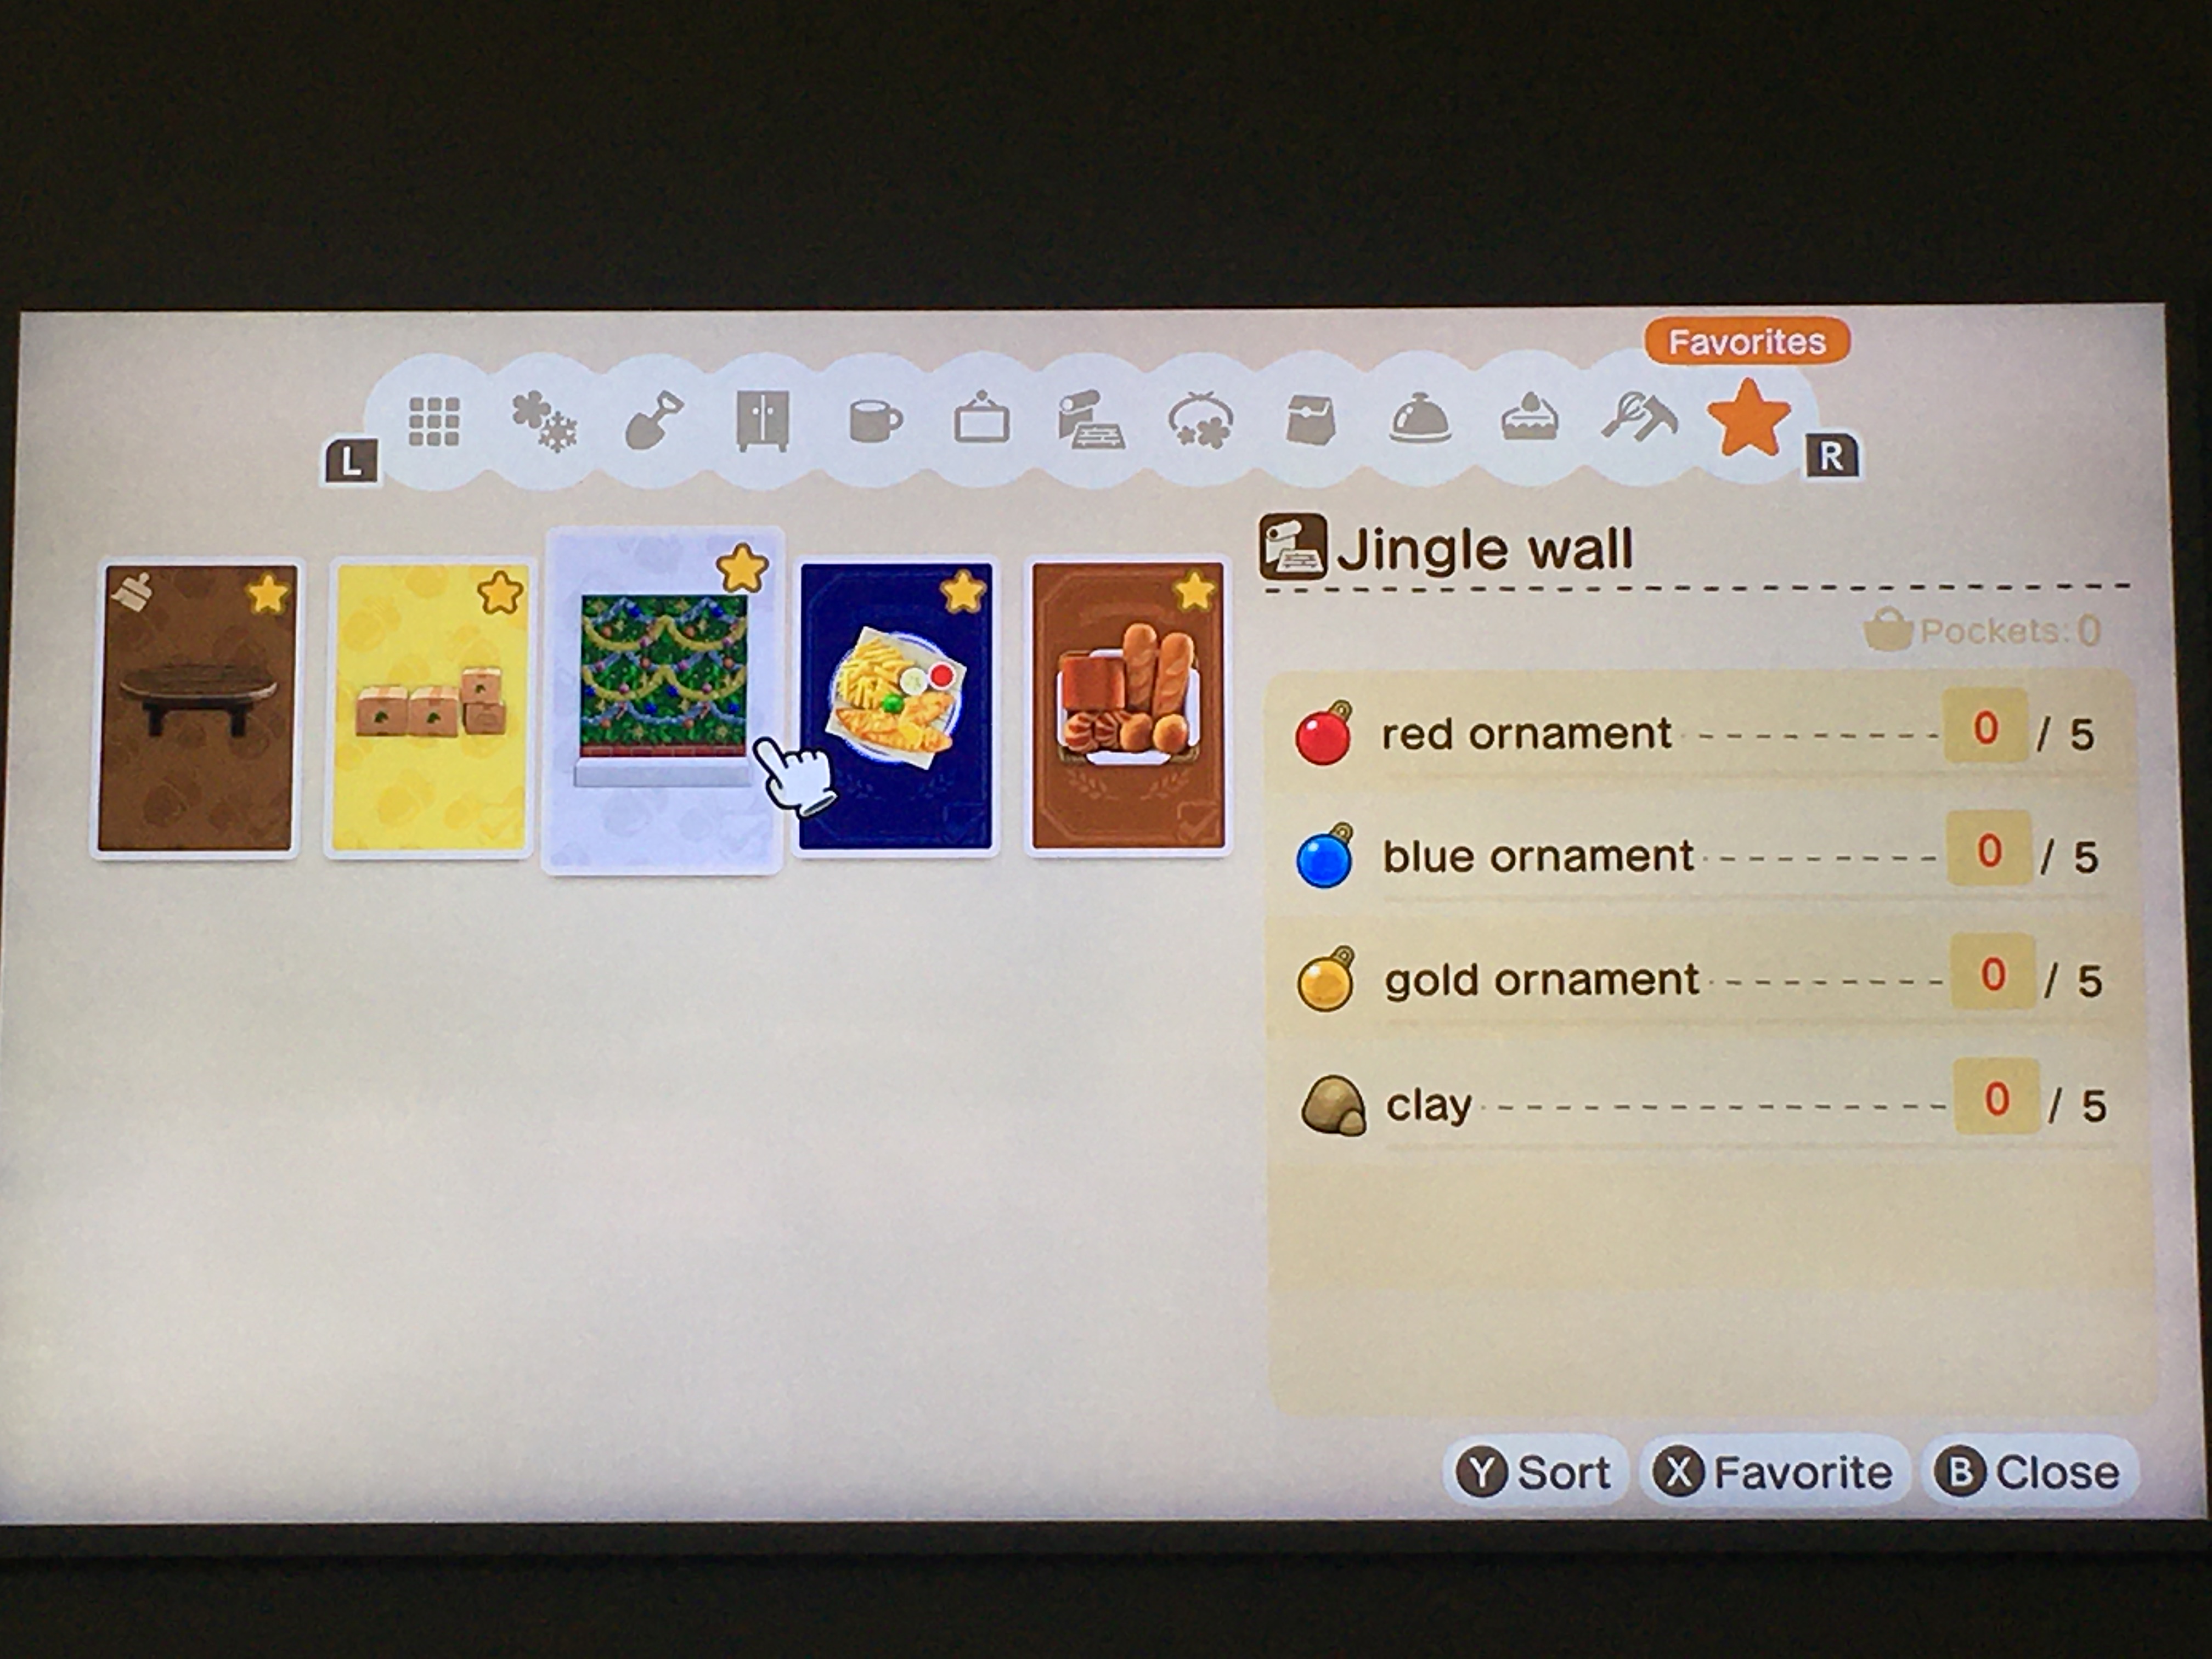 Favorites
L
R
Jingle wall
Pockets: 0
red ornament 0 / 5
blue ornament 0 / 5
gold ornament 0 / 5
clay 0 / 5
Y Sort X Favorite B Close